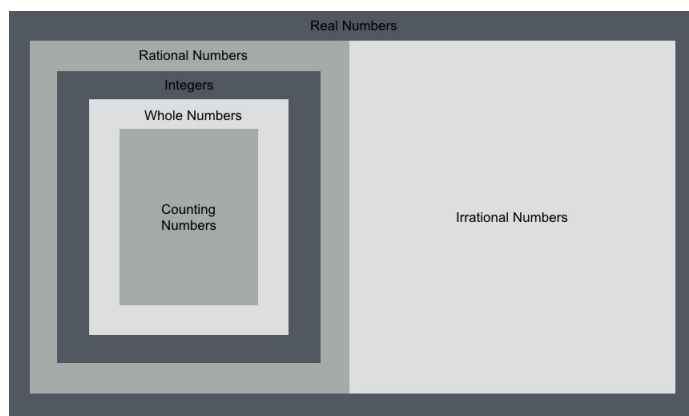 Real Numbers
Rational Numbers
Integers
Whole Numbers
Counting
Numbers
Irrational Numbers